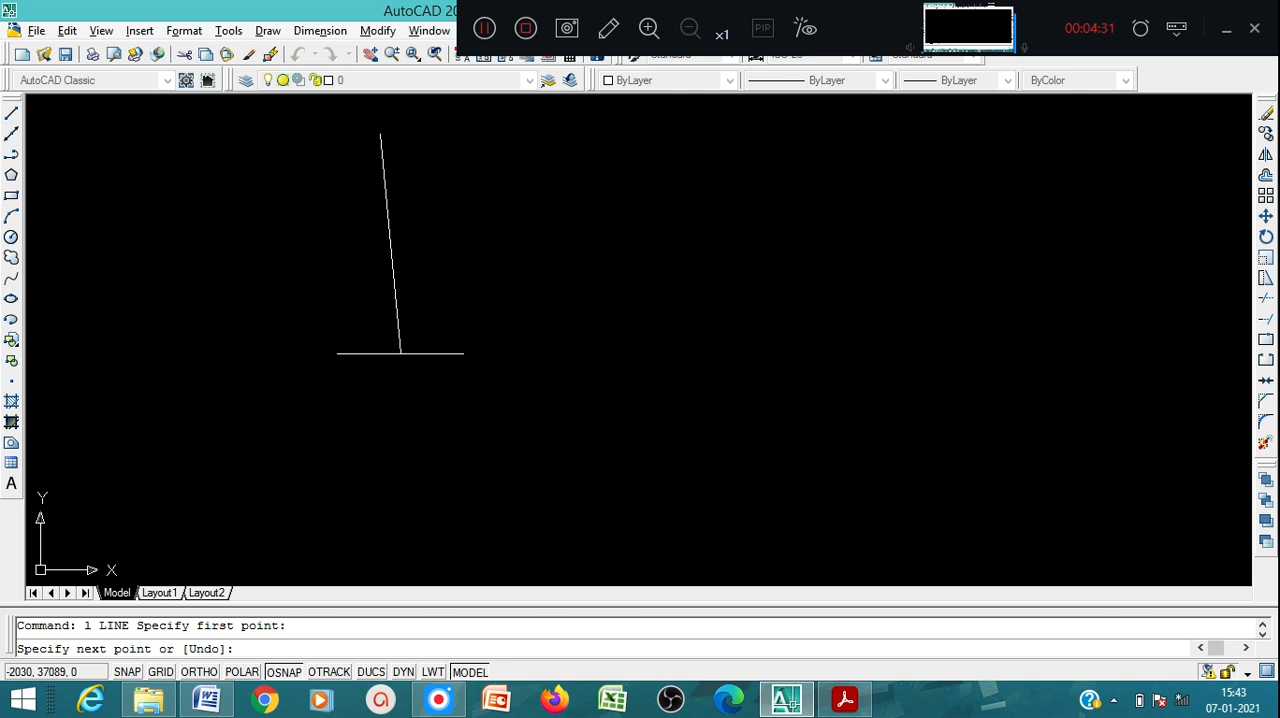 AutoCAD 20
x1
PIP
00:04:31
File Edit View Insert Format Tools Draw Dimension Modify Window
AutoCAD Classic
0
ByLayer
ByLayer
ByLayer
ByColor
A
Y
X
Model Layout1 Layout2
Command: l LINE Specify first point:
Specify next point or [Undo]:
-2030, 37089, 0 SNAP GRID ORTHO POLAR OSNAP OTRACK DUCS DYN LWT MODEL
15:43
07-01-2021